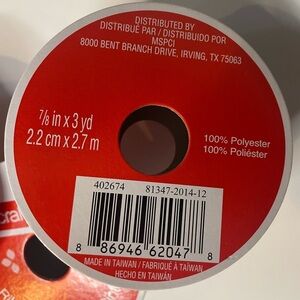 DISTRIBUTED BY
DISTRIBUÉ PAR / DISTRIBUIDO POR
MSPCI
8000 BENT BRANCH DRIVE, IRVING, TX 75063
7/8 in x 3 yd
2.2 cm x 2.7 m
100% Polyester
100% Poliéster
402674 81347-2014-12
8 86946 62047 8
MADE IN TAIWAN / FABRIQUÉ À TAÏWAN
HECHO EN TAIWÁN